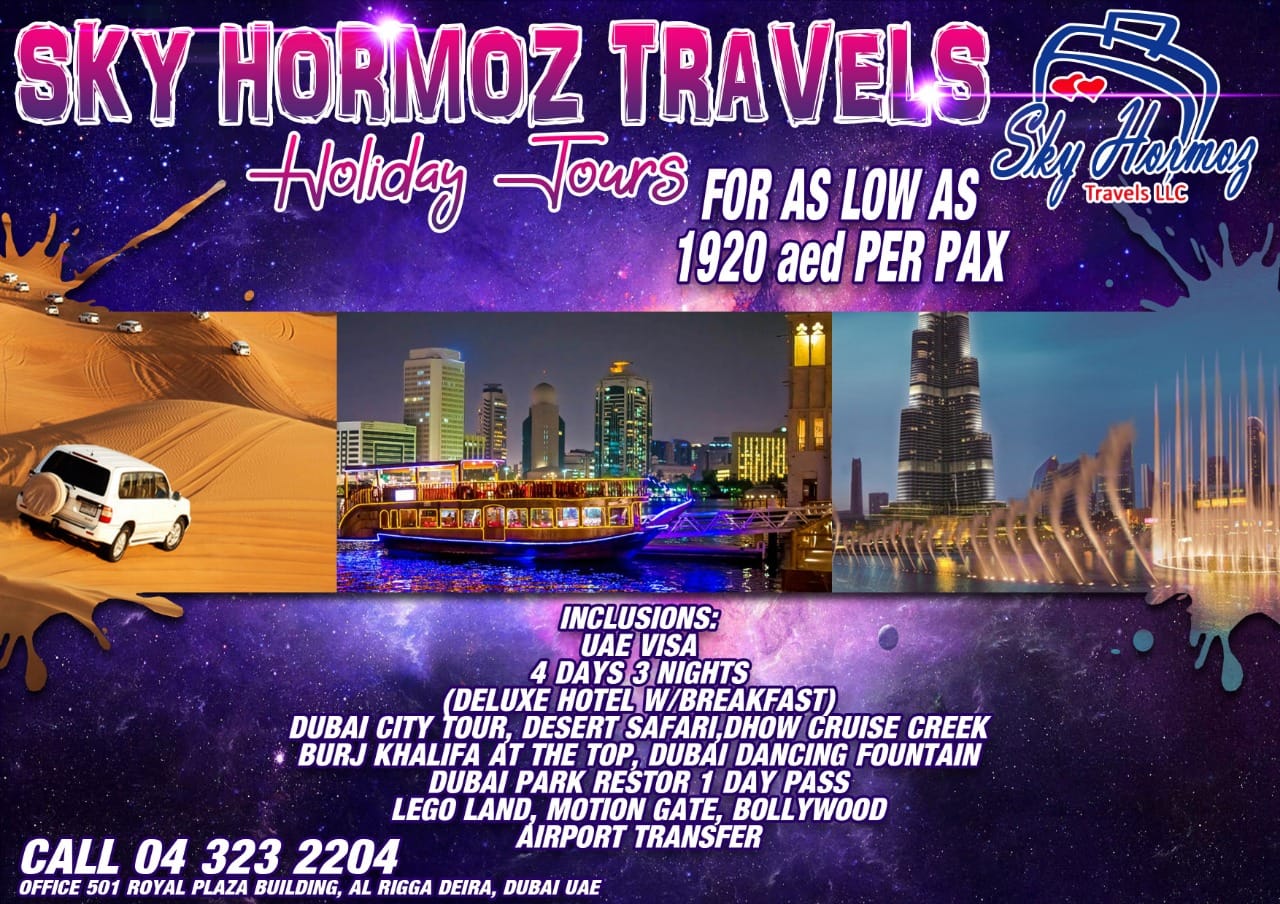 SKY HORMOZ TRAVELS
Holiday Tours
Sky Hormoz
Travels LLC
FOR AS LOW AS
1920 aed PER PAX
INCLUSIONS:
UAE VISA
4 DAYS 3 NIGHTS
(DELUXE HOTEL W/BREAKFAST)
DUBAI CITY TOUR, DESERT SAFARI,DHOW CRUISE CREEK
BURJ KHALIFA AT THE TOP, DUBAI DANCING FOUNTAIN
DUBAI PARK RESTOR 1 DAY PASS
LEGO LAND, MOTION GATE, BOLLYWOOD
AIRPORT TRANSFER
CALL 04 323 2204
OFFICE 501 ROYAL PLAZA BUILDING, AL RIGGA DEIRA, DUBAI UAE